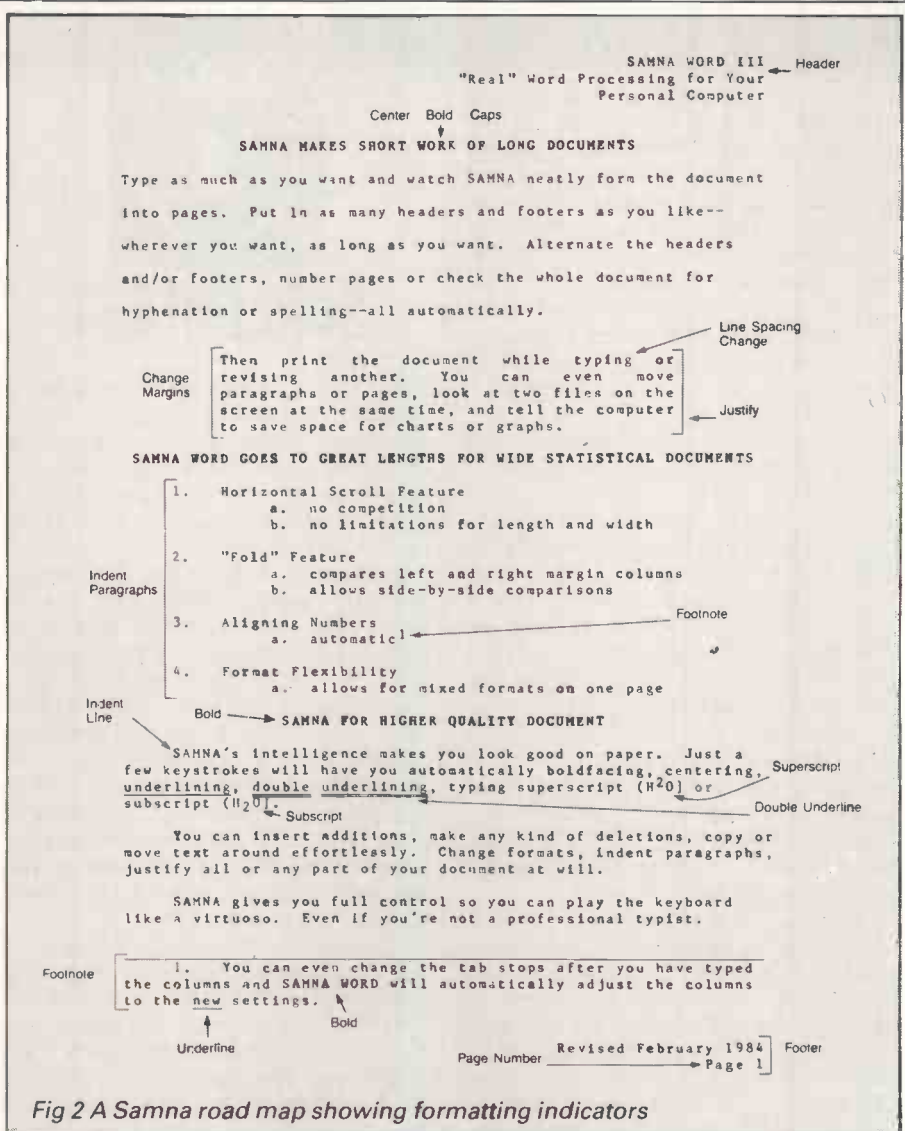 SAMNA WORD III Header
"Real" Word Processing for Your
Personal Computer
Center Bold Caps
SAMNA MAKES SHORT WORK OF LONG DOCUMENTS
Type as much as you want and watch SAMNA neatly form the document
into pages. Put in as many headers and footers as you like--
wherever you want, as long as you want. Alternate the headers
and/or footers, number pages or check the whole document for
hyphenation or spelling--all automatically.
Line Spacing
Change
Change
Margins
Then print the document while typing or
revising another. You can even move
paragraphs or pages, look at two files on the
screen at the same time, and tell the computer
to save space for charts or graphs.
Justify
SAMNA WORD GOES TO GREAT LENGTHS FOR WIDE STATISTICAL DOCUMENTS
Indent
Paragraphs
1. Horizontal Scroll Feature
a. no competition
b. no limitations for length and width
2. "Fold" Feature
a. compares left and right margin columns
b. allows side-by-side comparisons
3. Aligning Numbers
a. automatic¹
Footnote
4. Format Flexibility
a. allows for mixed formats on one page
Indent
Line
Bold SAMNA FOR HIGHER QUALITY DOCUMENT
SAMNA's intelligence makes you look good on paper. Just a
few keystrokes will have you automatically boldfacing, centering,
underlining, double underlining, typing superscript (H²O) or
subscript (H₂O).
Superscript
Double Underline
Subscript
You can insert additions, make any kind of deletions, copy or
move text around effortlessly. Change formats, indent paragraphs,
justify all or any part of your document at will.
SAMNA gives you full control so you can play the keyboard
like a virtuoso. Even if you're not a professional typist.
Footnote
1. You can even change the tab stops after you have typed
the columns and SAMNA WORD will automatically adjust the columns
to the new settings.
Bold
Underline
Revised February 1984 Footer
Page Number Page 1
Fig 2 A Samna road map showing formatting indicators